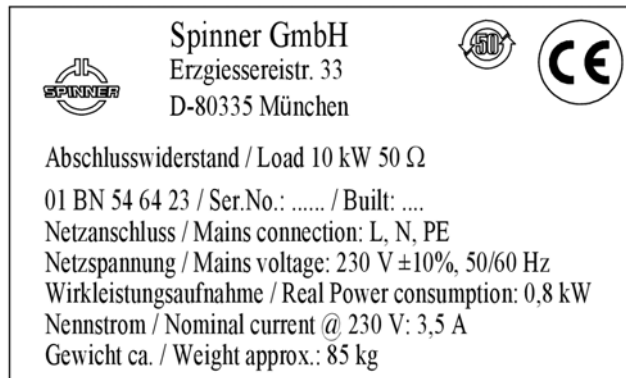 Spinner GmbH
Erzgiessereistr. 33
D-80335 München
SPINNER
50
CE
Abschlusswiderstand / Load 10 kW 50 Ω
01 BN 54 64 23 / Ser.No.: ...... / Built: ....
Netzanschluss / Mains connection: L, N, PE
Netzspannung / Mains voltage: 230 V ±10%, 50/60 Hz
Wirkleistungsaufnahme / Real Power consumption: 0,8 kW
Nennstrom / Nominal current @ 230 V: 3,5 A
Gewicht ca. / Weight approx.: 85 kg